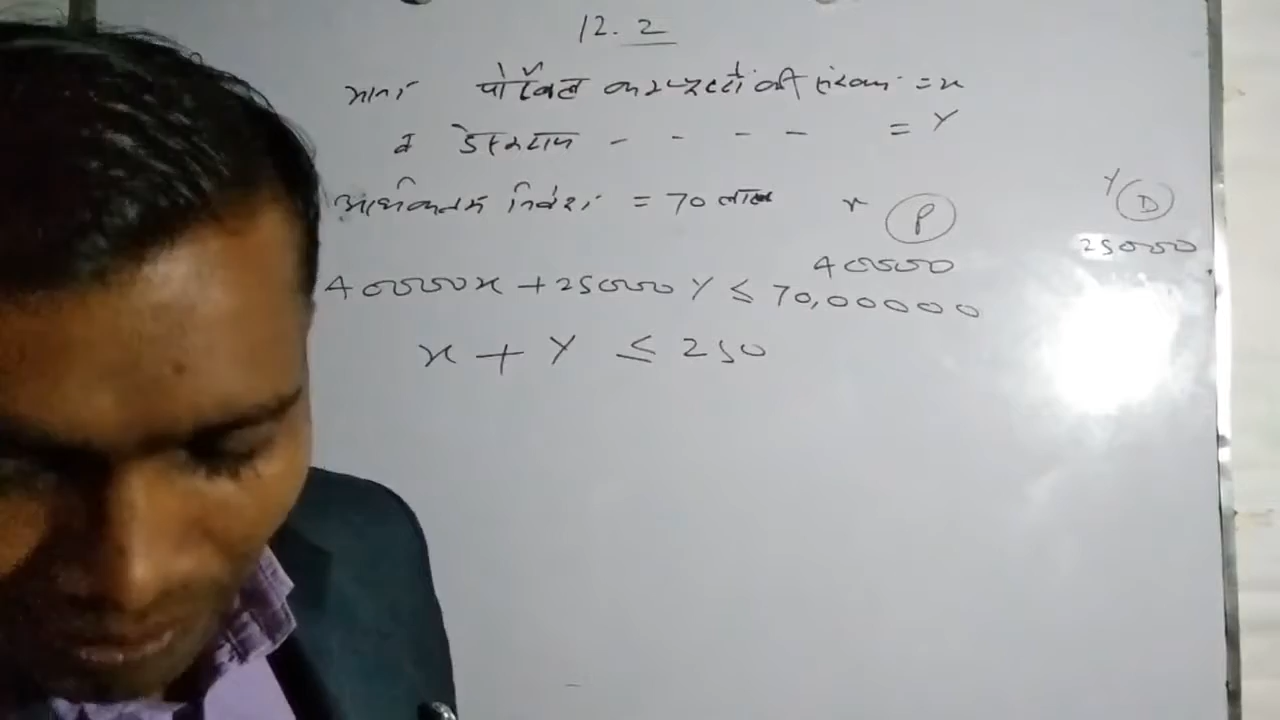 12.2
माना पोर्टेबल कम्प्यूटरों की संख्या = x
व डेस्कटाप - - - - = Y
अधिकतम निवेश = 70 लाख
x P
Y D
40000
25000
40000x + 25000Y ≤ 70,00000
x + Y ≤ 250